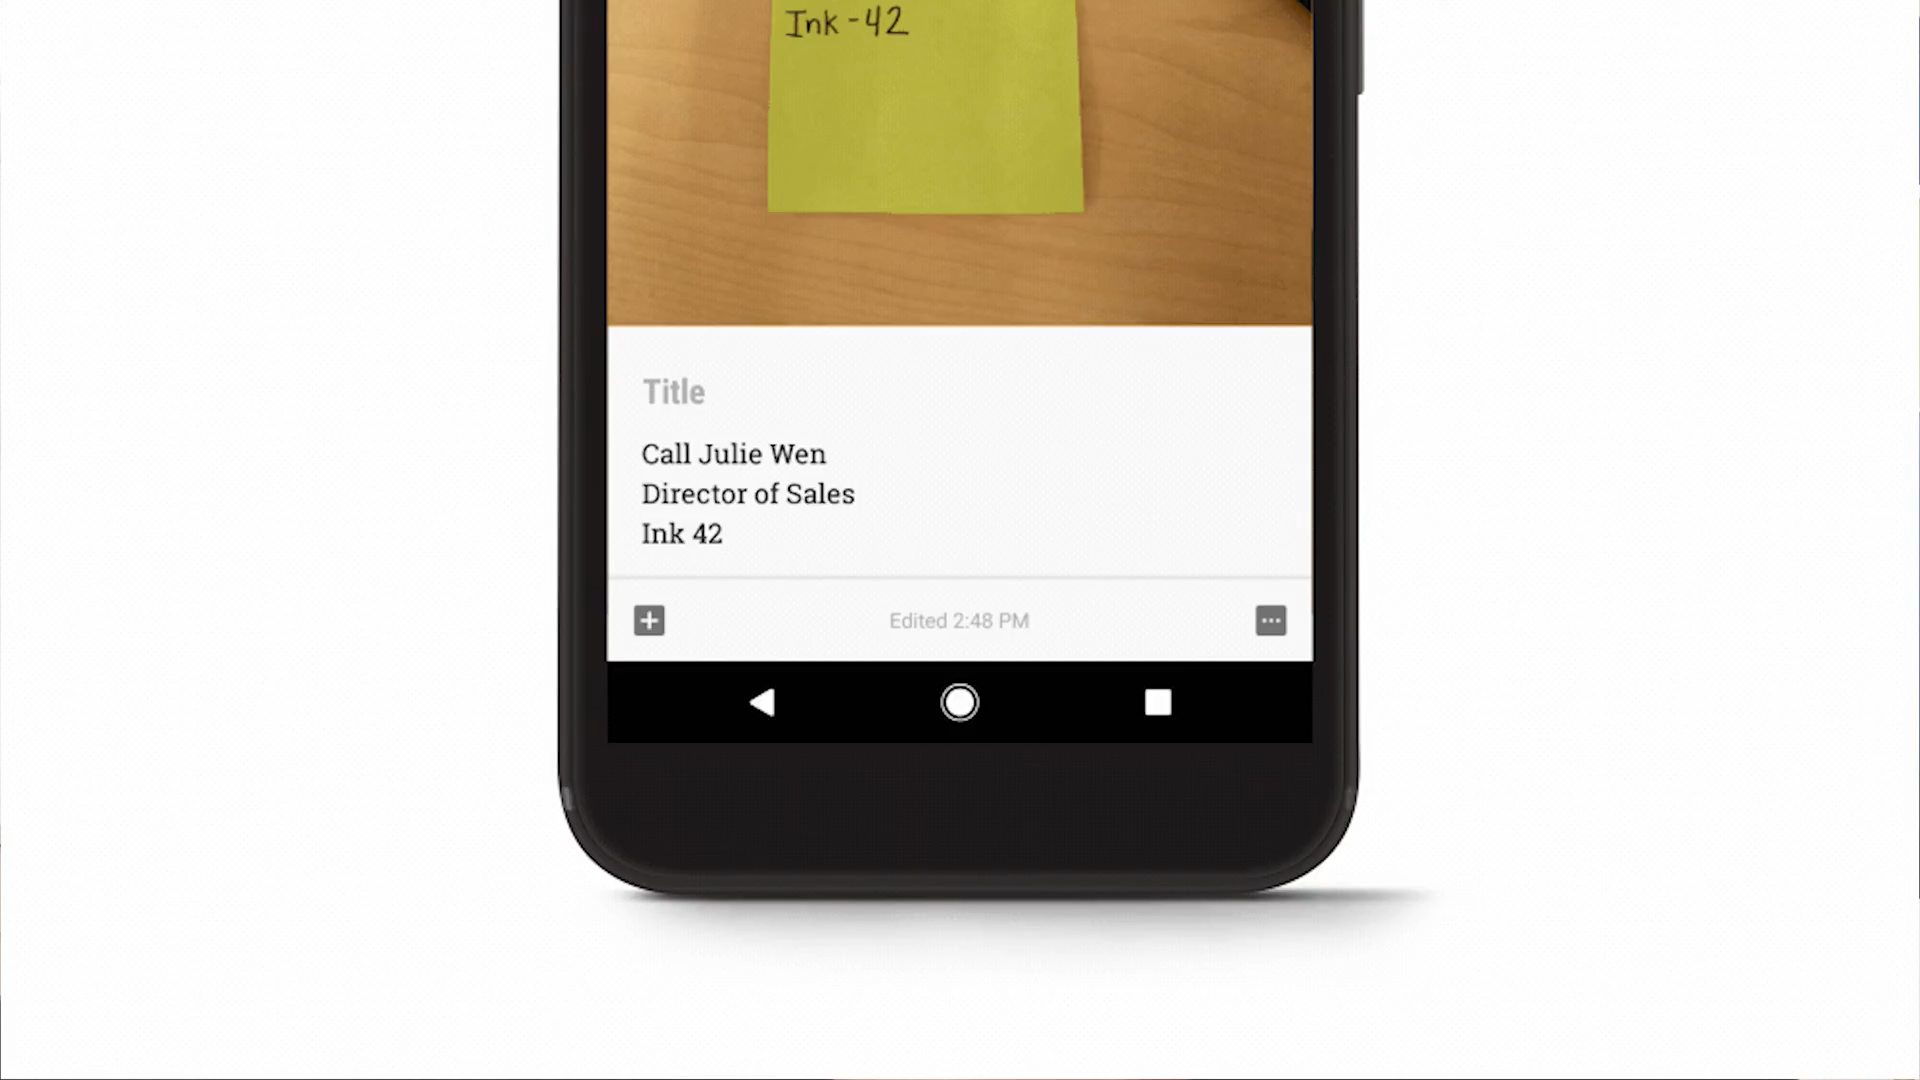 Ink - 42
Title
Call Julie Wen
Director of Sales
Ink 42
Edited 2:48 PM